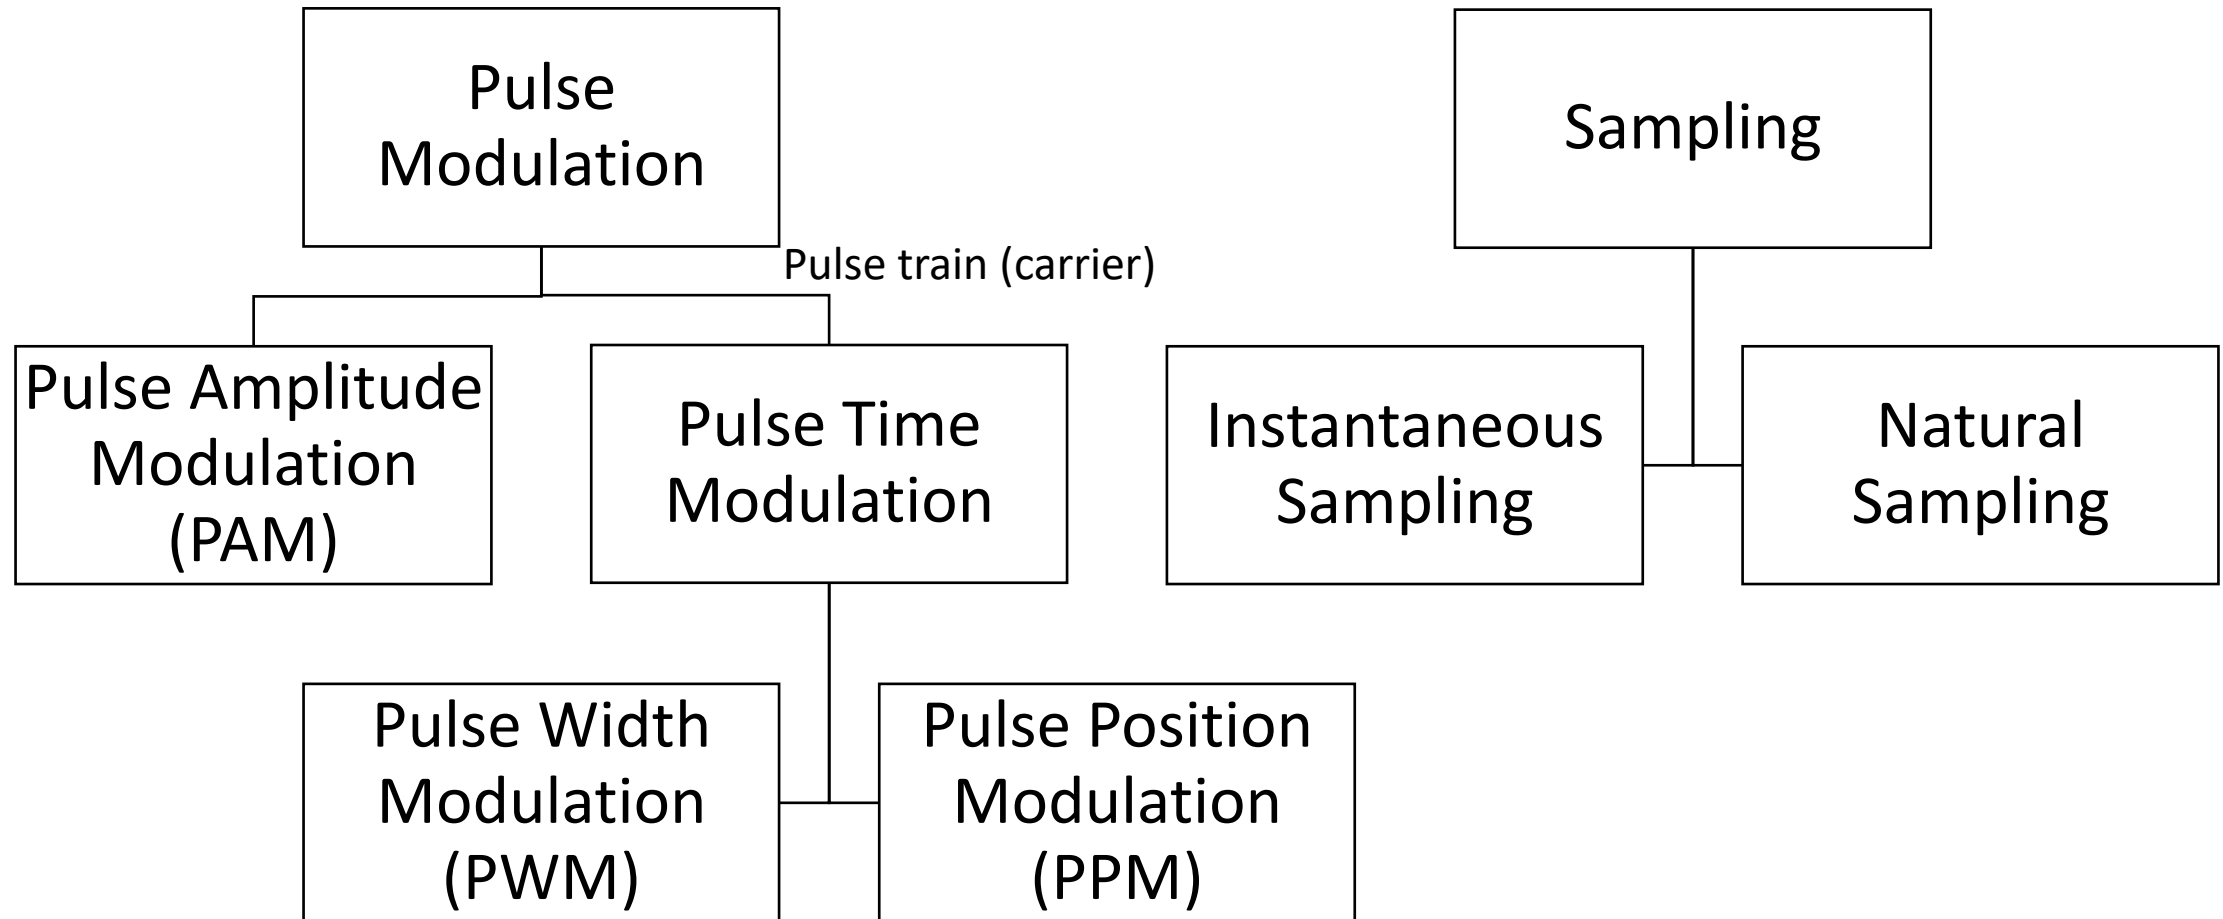 Pulse
Modulation
Sampling
Pulse train (carrier)
Pulse Amplitude
Modulation
(PAM)
Pulse Time
Modulation
Instantaneous
Sampling
Natural
Sampling
Pulse Width
Modulation
(PWM)
Pulse Position
Modulation
(PPM)